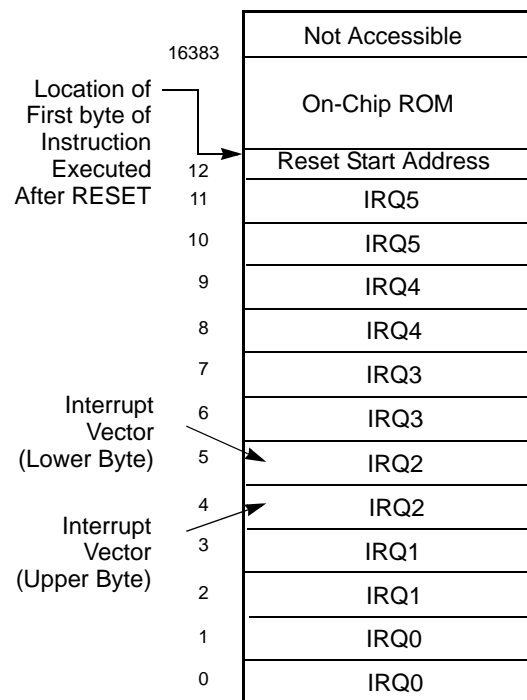 Not Accessible
16383
Location of
First byte of
Instruction
Executed
After RESET
On-Chip ROM
12
Reset Start Address
11
IRQ5
10
IRQ5
9
IRQ4
8
IRQ4
7
IRQ3
6
IRQ3
Interrupt
Vector
(Lower Byte)
5
IRQ2
4
IRQ2
Interrupt
Vector
(Upper Byte)
3
IRQ1
2
IRQ1
1
IRQ0
0
IRQ0